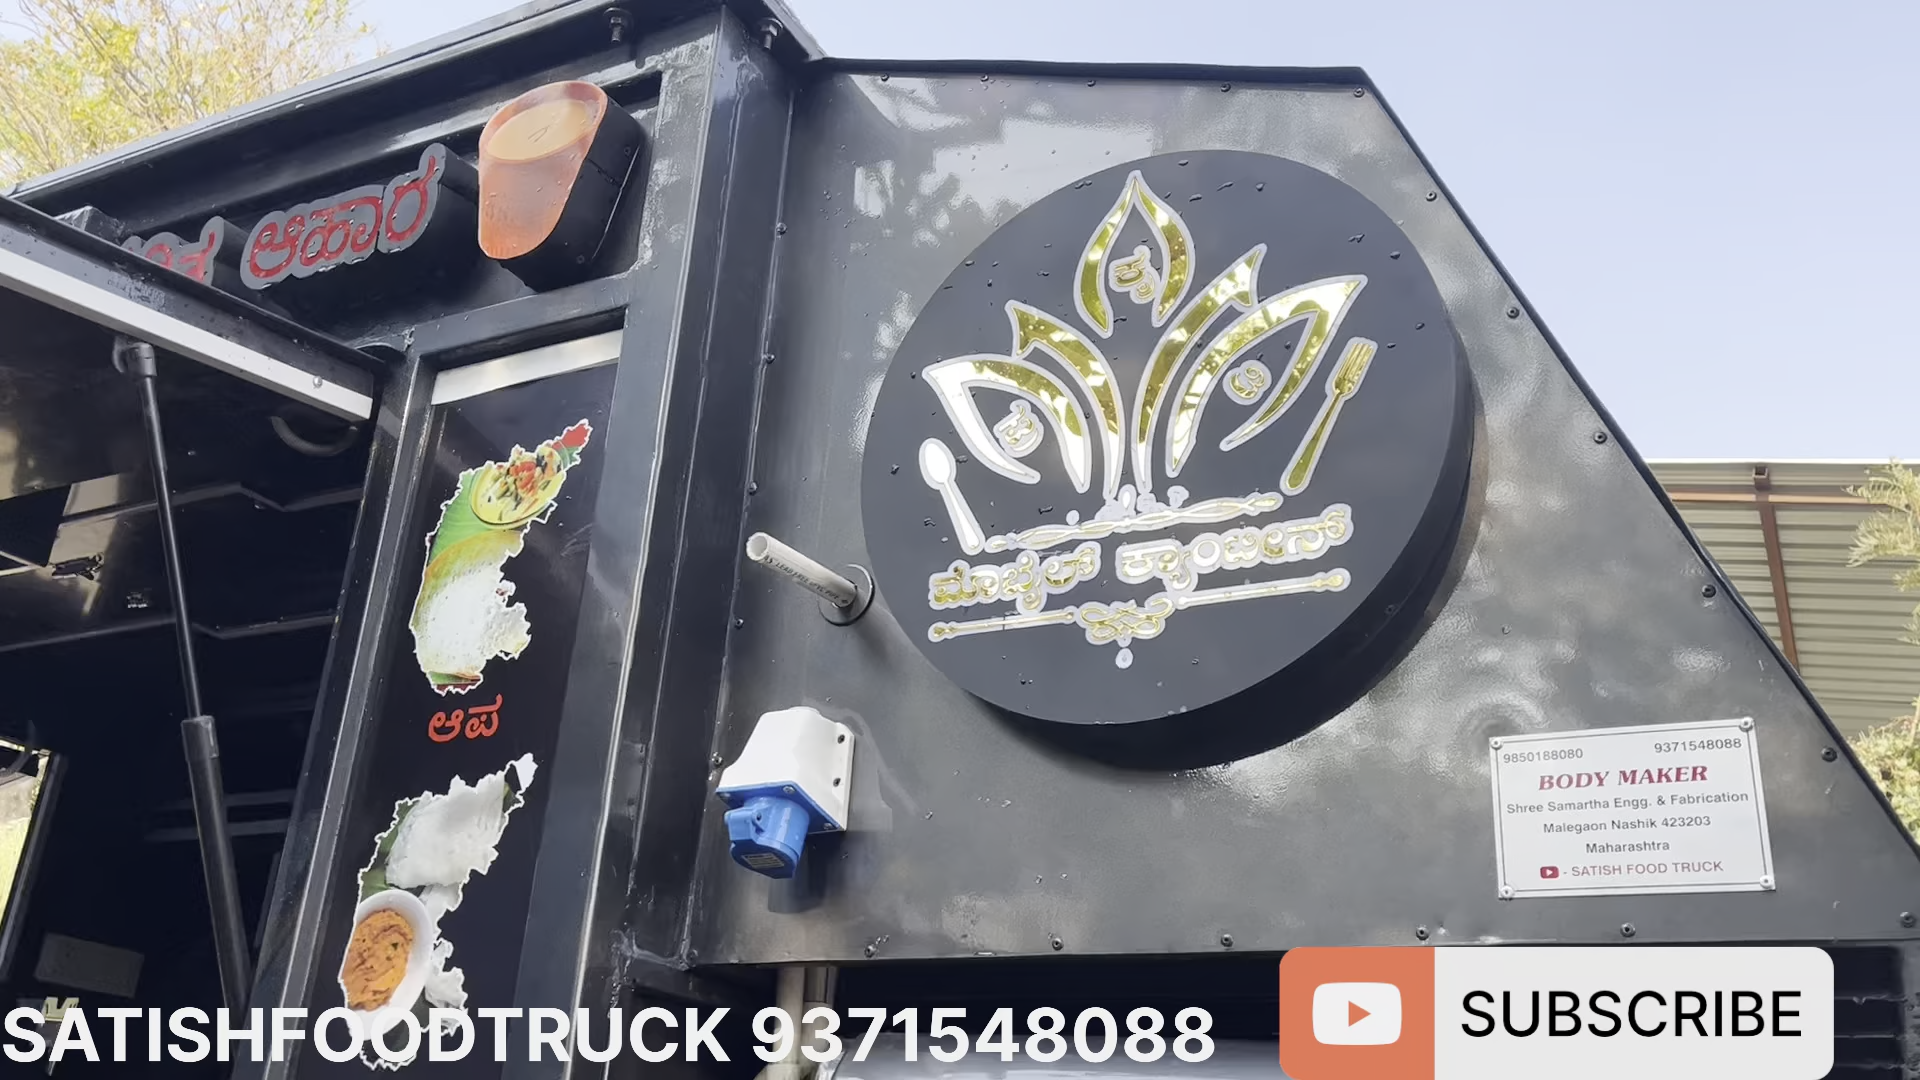 ಆಹಾರ
ಕೃ
ಮೊಬೈಲ್ ಕ್ಯಾಂಟೀನ್
ಆಪ
9850188080 9371548088
BODY MAKER
Shree Samartha Engg. & Fabrication
Malegaon Nashik 423203
Maharashtra
- SATISH FOOD TRUCK
SATISHFOODTRUCK 9371548088
SUBSCRIBE